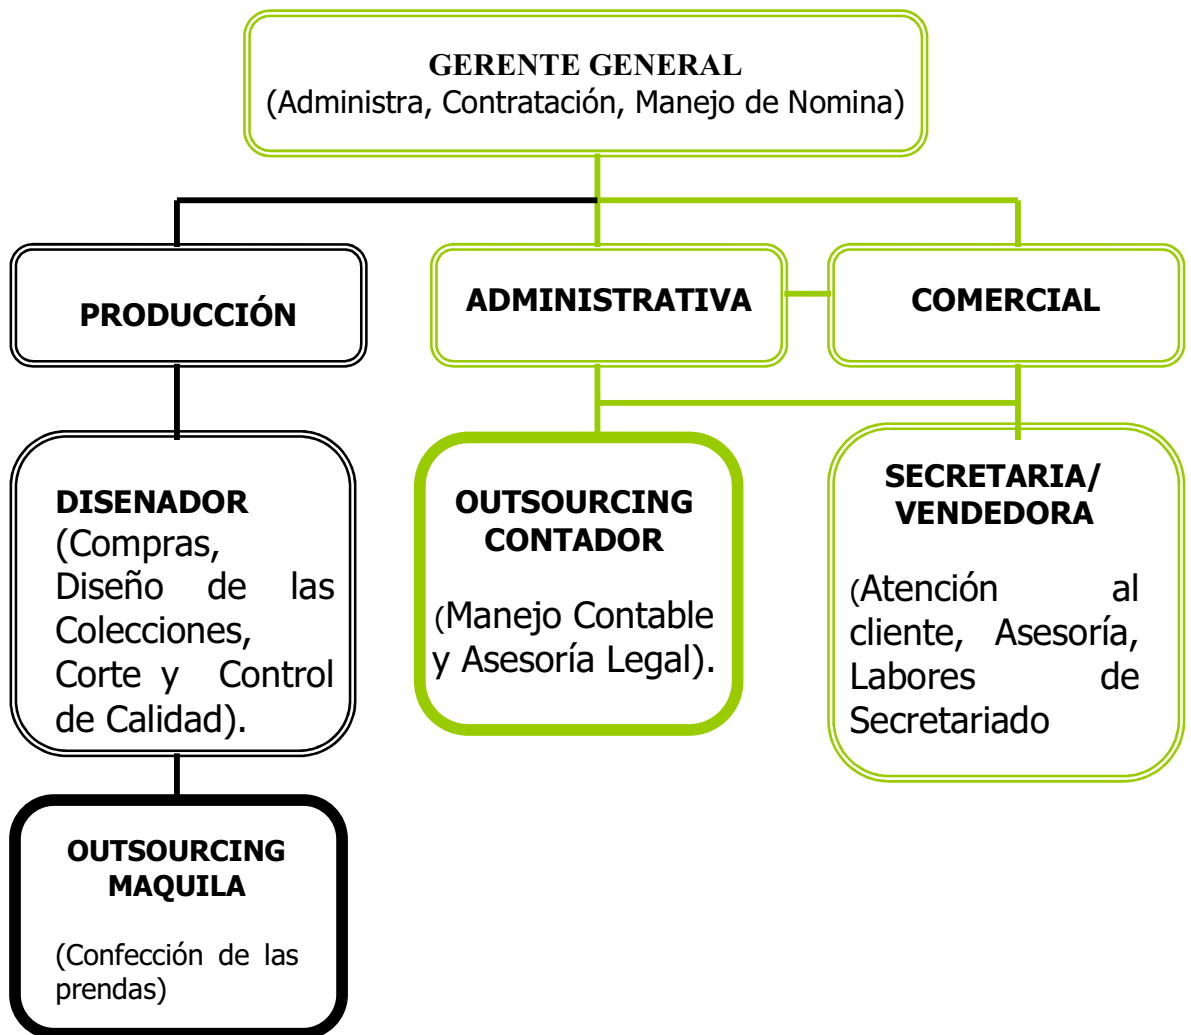 GERENTE GENERAL
(Administra, Contratación, Manejo de Nomina)
PRODUCCIÓN
ADMINISTRATIVA
COMERCIAL
DISENADOR
(Compras,
Diseño de las
Colecciones,
Corte y Control
de Calidad).
OUTSOURCING
CONTADOR
(Manejo Contable
y Asesoría Legal).
SECRETARIA/
VENDEDORA
(Atención al
cliente, Asesoría,
Labores de
Secretariado
OUTSOURCING
MAQUILA
(Confección de las
prendas)